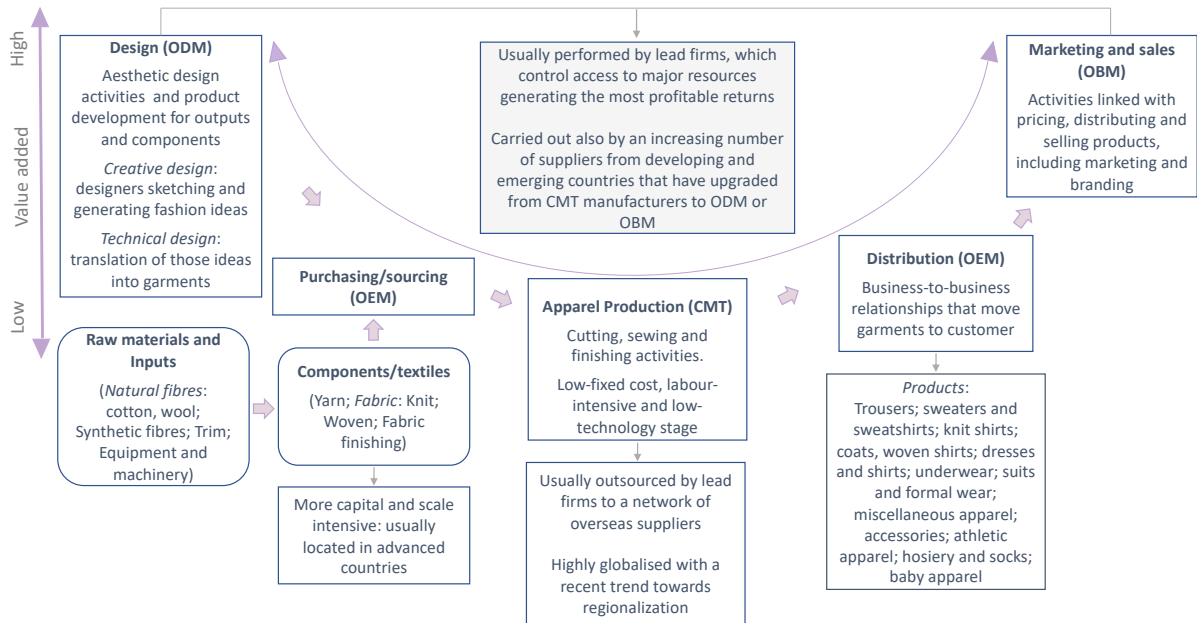 High
Value added
Low
Design (ODM)
Aesthetic design
activities and product
development for outputs
and components
Creative design:
designers sketching and
generating fashion ideas
Technical design:
translation of those ideas
into garments
Usually performed by lead firms, which
control access to major resources
generating the most profitable returns
Carried out also by an increasing number
of suppliers from developing and
emerging countries that have upgraded
from CMT manufacturers to ODM or
OBM
Marketing and sales
(OBM)
Activities linked with
pricing, distributing and
selling products,
including marketing and
branding
Raw materials and
Inputs
(Natural fibres:
cotton, wool;
Synthetic fibres; Trim;
Equipment and
machinery)
Purchasing/sourcing
(OEM)
Components/textiles
(Yarn; Fabric: Knit;
Woven; Fabric
finishing)
More capital and scale
intensive: usually
located in advanced
countries
Apparel Production (CMT)
Cutting, sewing and
finishing activities.
Low-fixed cost, labour-
intensive and low-
technology stage
Usually outsourced by lead
firms to a network of
overseas suppliers
Highly globalised with a
recent trend towards
regionalization
Distribution (OEM)
Business-to-business
relationships that move
garments to customer
Products:
Trousers; sweaters and
sweatshirts; knit shirts;
coats, woven shirts; dresses
and shirts; underwear; suits
and formal wear;
miscellaneous apparel;
accessories; athletic
apparel; hosiery and socks;
baby apparel